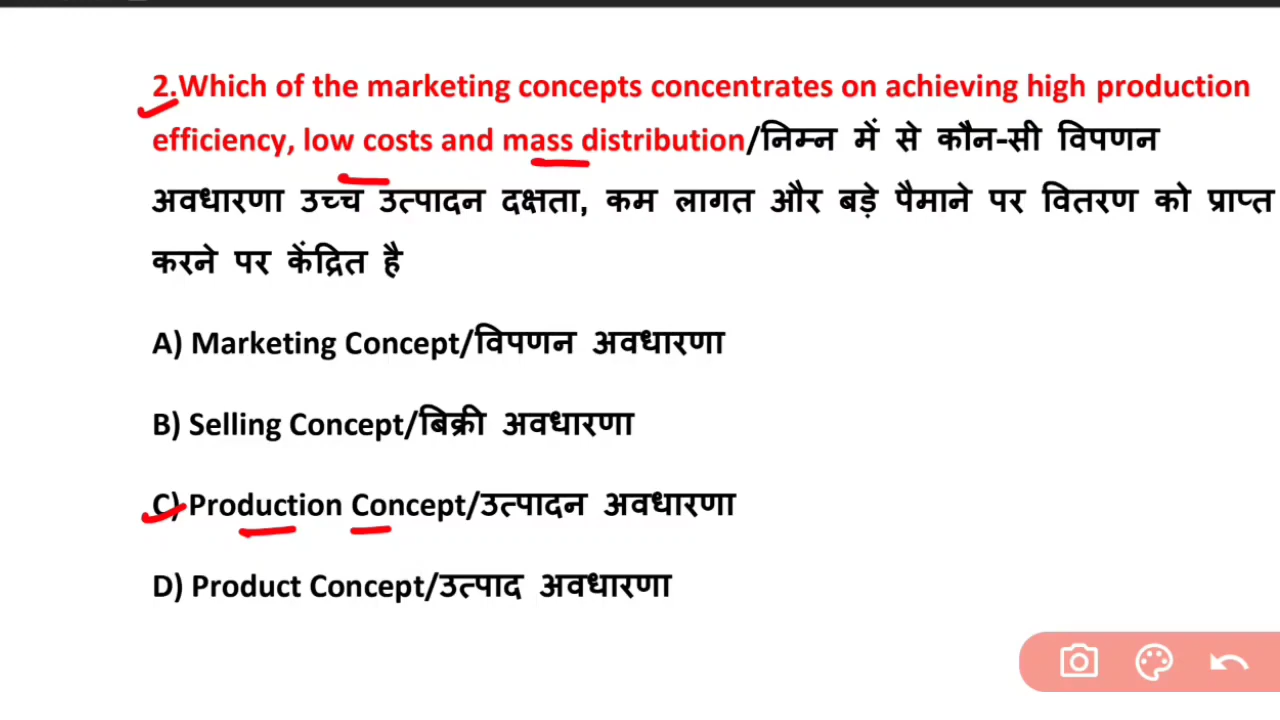 2.Which of the marketing concepts concentrates on achieving high production
efficiency, low costs and mass distribution/निम्न में से कौन-सी विपणन
अवधारणा उच्च उत्पादन दक्षता, कम लागत और बड़े पैमाने पर वितरण को प्राप्त
करने पर केंद्रित है
A) Marketing Concept/विपणन अवधारणा
B) Selling Concept/बिक्री अवधारणा
C) Production Concept/उत्पादन अवधारणा
D) Product Concept/उत्पाद अवधारणा